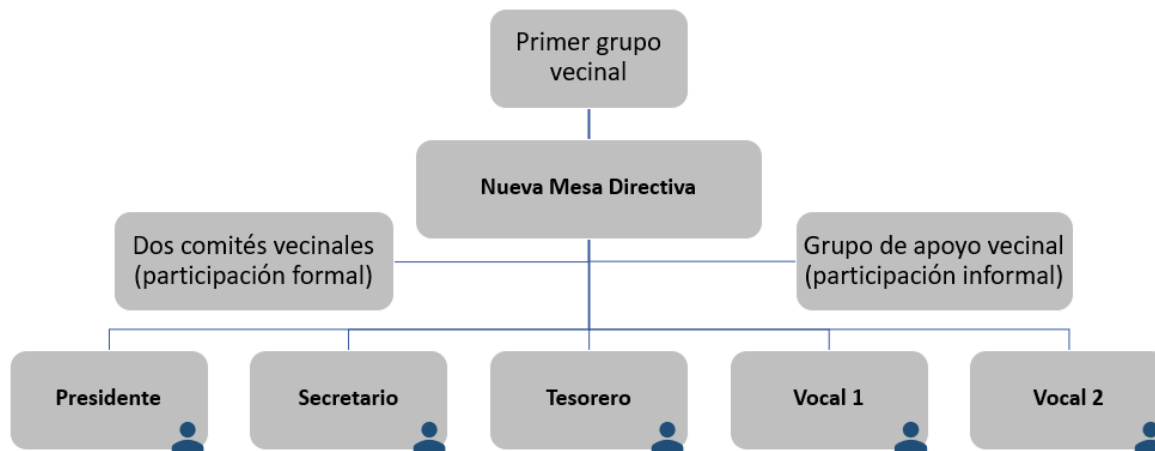 Primer grupo
vecinal
Nueva Mesa Directiva
Dos comités vecinales
(participación formal)
Grupo de apoyo vecinal
(participación informal)
Presidente
Secretario
Tesorero
Vocal 1
Vocal 2